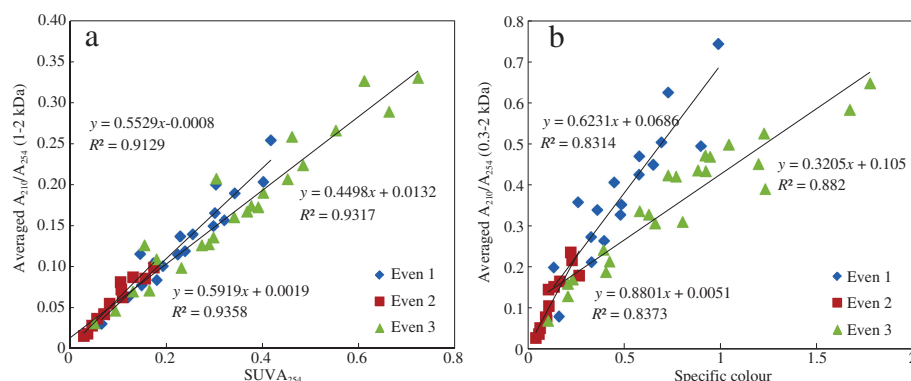 a
Averaged A210/A254 (1-2 kDa)
0.40
0.35
0.30
0.25
0.20
0.15
0.10
0.05
0.00
y = 0.5529x-0.0008
R² = 0.9129
y = 0.4498x + 0.0132
R² = 0.9317
y = 0.5919x + 0.0019
R² = 0.9358
Even 1
Even 2
Even 3
0 0.2 0.4 0.6 0.8
SUVA254
b
Averaged A210/A254 (0.3-2 kDa)
0.8
0.7
0.6
0.5
0.4
0.3
0.2
0.1
0
y = 0.6231x + 0.0686
R² = 0.8314
y = 0.3205x + 0.105
R² = 0.882
y = 0.8801x + 0.0051
R² = 0.8373
Even 1
Even 2
Even 3
0 0.5 1 1.5 2
Specific colour